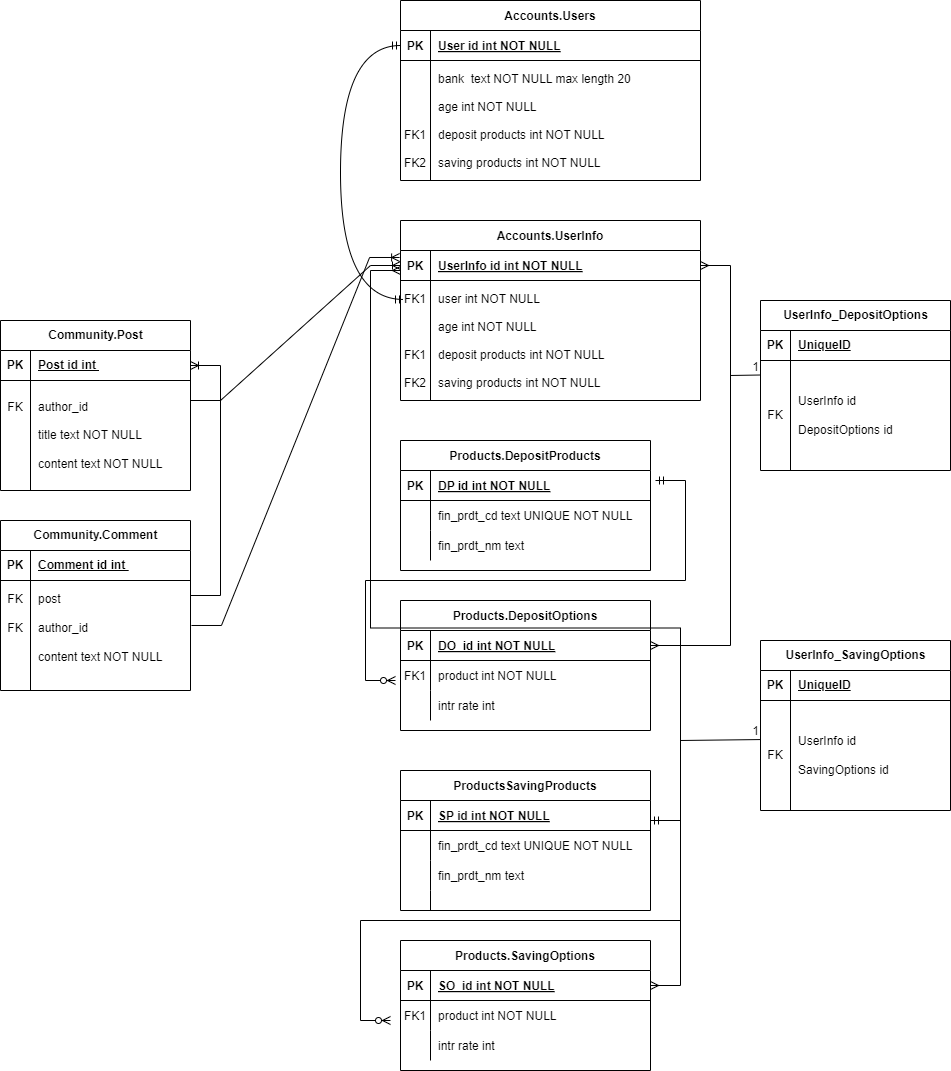 Accounts.Users
PK User id int NOT NULL
bank text NOT NULL max length 20
age int NOT NULL
FK1 deposit products int NOT NULL
FK2 saving products int NOT NULL
Accounts.UserInfo
PK UserInfo id int NOT NULL
FK1 user int NOT NULL
age int NOT NULL
FK1 deposit products int NOT NULL
FK2 saving products int NOT NULL
Community.Post
PK Post id int
FK author_id
title text NOT NULL
content text NOT NULL
UserInfo_DepositOptions
PK UniqueID
1
UserInfo id
FK
DepositOptions id
Products.DepositProducts
PK DP id int NOT NULL
fin_prdt_cd text UNIQUE NOT NULL
fin_prdt_nm text
Community.Comment
PK Comment id int
FK post
FK author_id
content text NOT NULL
Products.DepositOptions
PK DO_id int NOT NULL
FK1 product int NOT NULL
intr rate int
UserInfo_SavingOptions
PK UniqueID
1
UserInfo id
FK
SavingOptions id
ProductsSavingProducts
PK SP id int NOT NULL
fin_prdt_cd text UNIQUE NOT NULL
fin_prdt_nm text
Products.SavingOptions
PK SO_id int NOT NULL
FK1 product int NOT NULL
intr rate int